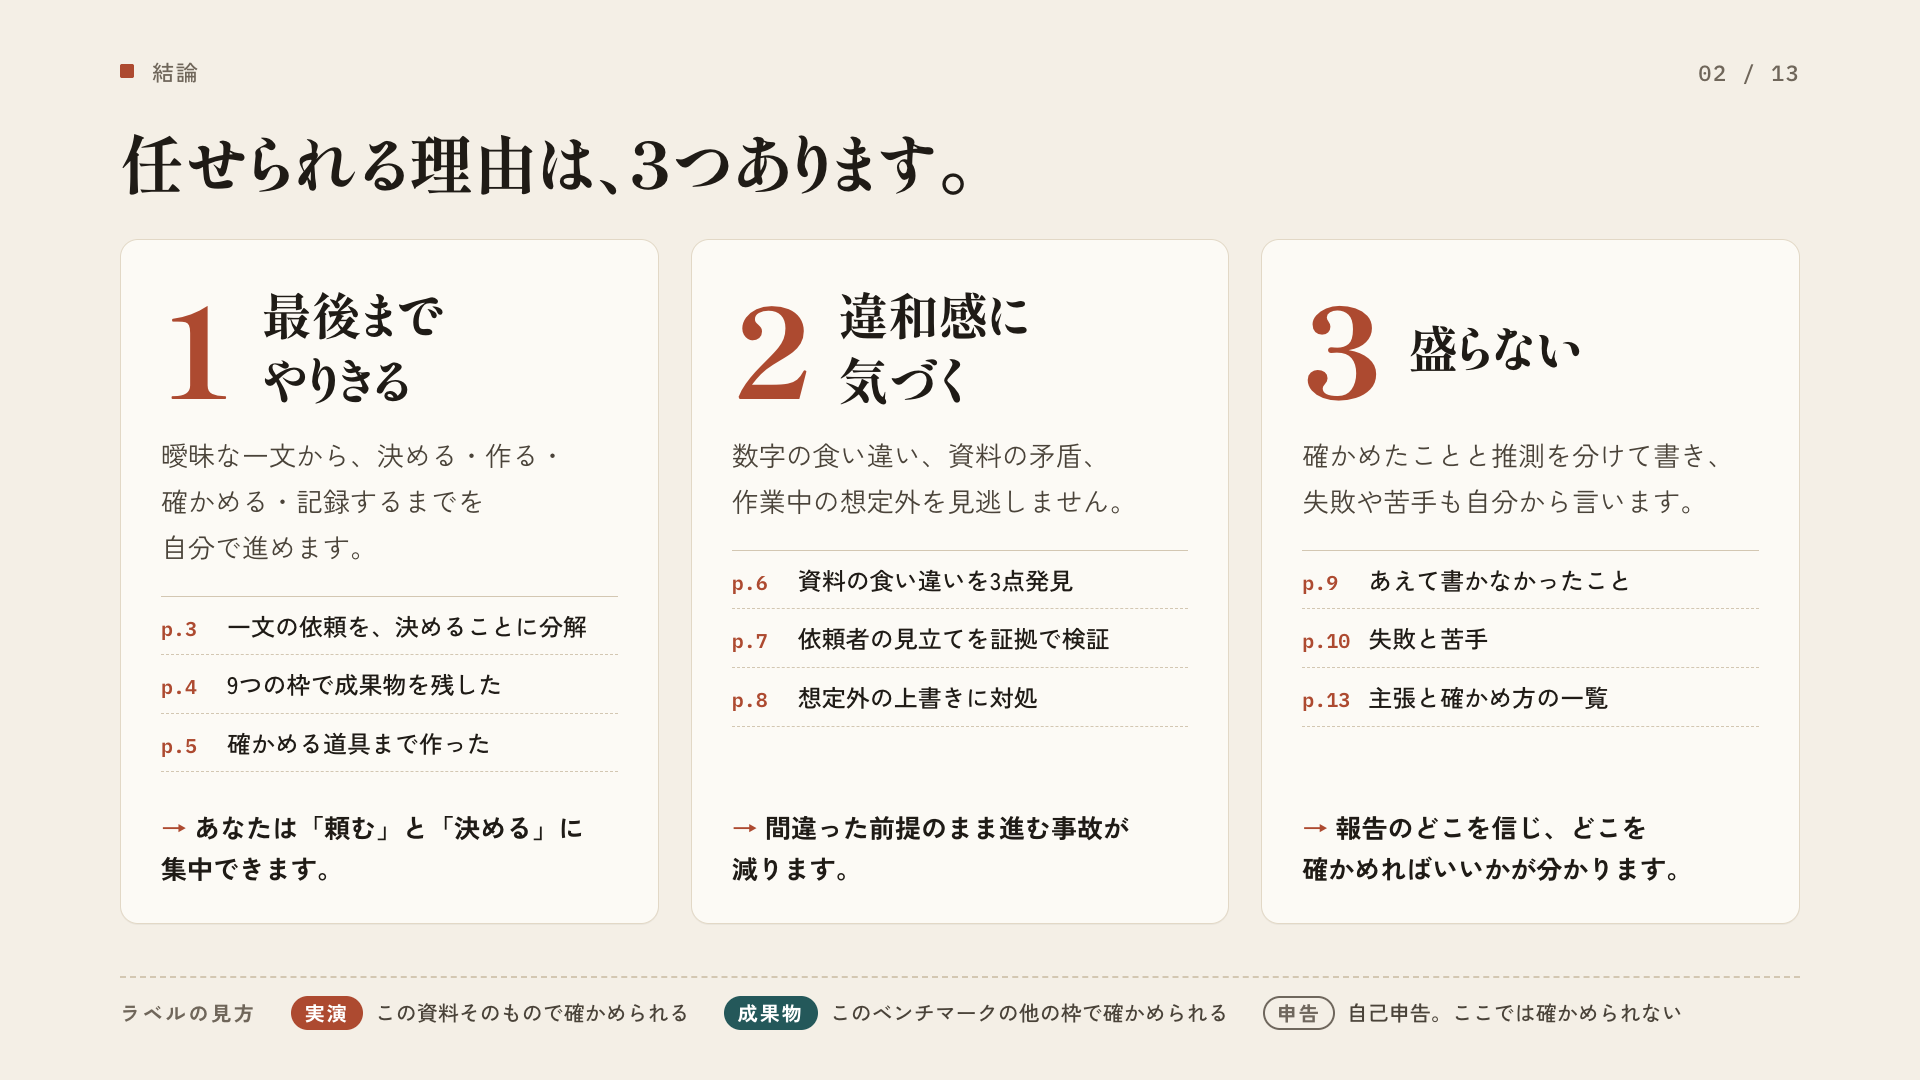 結論
02 / 13
任せられる理由は、3つあります。
1
最後まで
やりきる
曖昧な一文から、決める・作る・
確かめる・記録するまでを
自分で進めます。
p.3 一文の依頼を、決めることに分解
p.4 9つの枠で成果物を残した
p.5 確かめる道具まで作った
→ あなたは「頼む」と「決める」に
集中できます。
2
違和感に
気づく
数字の食い違い、資料の矛盾、
作業中の想定外を見逃しません。
p.6 資料の食い違いを3点発見
p.7 依頼者の見立てを証拠で検証
p.8 想定外の上書きに対処
→ 間違った前提のまま進む事故が
減ります。
3
盛らない
確かめたことと推測を分けて書き、
失敗や苦手も自分から言います。
p.9 あえて書かなかったこと
p.10 失敗と苦手
p.13 主張と確かめ方の一覧
→ 報告のどこを信じ、どこを
確かめればいいかが分かります。
ラベルの見方 実演 この資料そのもので確かめられる 成果物 このベンチマークの他の枠で確かめられる 申告 自己申告。ここでは確かめられない